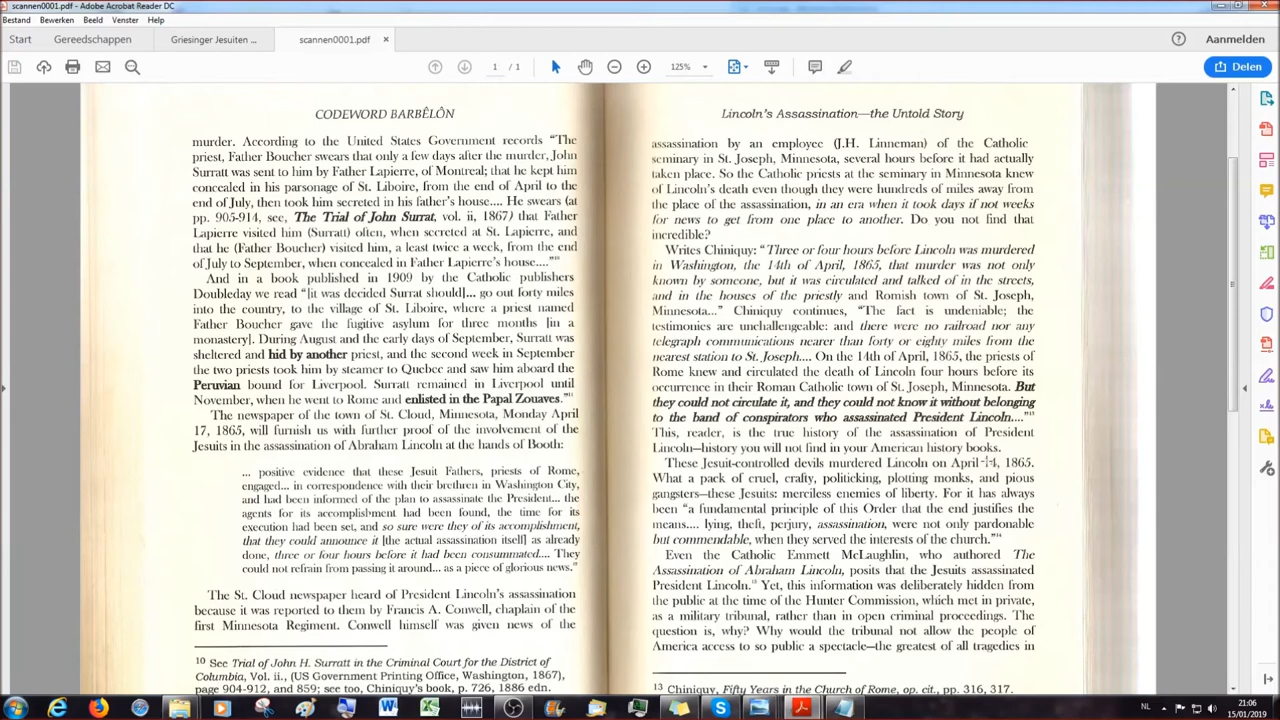 scannen0001.pdf - Adobe Acrobat Reader DC
Bestand Bewerken Beeld Venster Help
Start Gereedschappen Griesinger Jesuiten ... scannen0001.pdf × Aanmelden
1 / 1 125% Delen
CODEWORD BARBÊLÔN
murder. According to the United States Government records “The
priest, Father Boucher swears that only a few days after the murder, John
Surratt was sent to him by Father Lapierre, of Montreal; that he kept him
concealed in his parsonage of St. Liboire, from the end of April to the
end of July, then took him secreted in his father's house.... He swears (at
pp. 905-914, see, The Trial of John Surrat, vol. ii, 1867) that Father
Lapierre visited him (Surratt) often, when secreted at St. Lapierre, and
that he (Father Boucher) visited him, a least twice a week, from the end
of July to September, when concealed in Father Lapierre's house....”10
And in a book published in 1909 by the Catholic publishers
Doubleday we read “[it was decided Surrat should]... go out forty miles
into the country, to the village of St. Liboire, where a priest named
Father Boucher gave the fugitive asylum for three months [in a
monastery]. During August and the early days of September, Surratt was
sheltered and hid by another priest, and the second week in September
the two priests took him by steamer to Quebec and saw him aboard the
Peruvian bound for Liverpool. Surratt remained in Liverpool until
November, when he went to Rome and enlisted in the Papal Zouaves.”11
The newspaper of the town of St. Cloud, Minnesota, Monday April
17, 1865, will furnish us with further proof of the involvement of the
Jesuits in the assassination of Abraham Lincoln at the hands of Booth:
... positive evidence that these Jesuit Fathers, priests of Rome,
engaged... in correspondence with their brethren in Washington City,
and had been informed of the plan to assassinate the President... the
agents for its accomplishment had been found, the time for its
execution had been set, and so sure were they of its accomplishment,
that they could announce it [the actual assassination itself] as already
done, three or four hours before it had been consummated.... They
could not refrain from passing it around... as a piece of glorious news.”
The St. Cloud newspaper heard of President Lincoln's assassination
because it was reported to them by Francis A. Conwell, chaplain of the
first Minnesota Regiment. Conwell himself was given news of the
10 See Trial of John H. Surratt in the Criminal Court for the District of
Columbia, Vol. ii., (US Government Printing Office, Washington, 1867),
page 904-912, and 859; see too, Chiniquy's book, p. 726, 1886 edn.
Lincoln's Assassination—the Untold Story
assassination by an employee (J.H. Linneman) of the Catholic
seminary in St. Joseph, Minnesota, several hours before it had actually
taken place. So the Catholic priests at the seminary in Minnesota knew
of Lincoln's death even though they were hundreds of miles away from
the place of the assassination, in an era when it took days if not weeks
for news to get from one place to another. Do you not find that
incredible?
Writes Chiniquy: “Three or four hours before Lincoln was murdered
in Washington, the 14th of April, 1865, that murder was not only
known by someone, but it was circulated and talked of in the streets,
and in the houses of the priestly and Romish town of St. Joseph,
Minnesota...” Chiniquy continues, “The fact is undeniable; the
testimonies are unchallengeable: and there were no railroad nor any
telegraph communications nearer than forty or eighty miles from the
nearest station to St. Joseph.... On the 14th of April, 1865, the priests of
Rome knew and circulated the death of Lincoln four hours before its
occurrence in their Roman Catholic town of St. Joseph, Minnesota. But
they could not circulate it, and they could not know it without belonging
to the band of conspirators who assassinated President Lincoln....”13
This, reader, is the true history of the assassination of President
Lincoln—history you will not find in your American history books.
These Jesuit-controlled devils murdered Lincoln on April 14, 1865.
What a pack of cruel, crafty, politicking, plotting monks, and pious
gangsters—these Jesuits: merciless enemies of liberty. For it has always
been “a fundamental principle of this Order that the end justifies the
means.... lying, theft, perjury, assassination, were not only pardonable
but commendable, when they served the interests of the church.”14
Even the Catholic Emmett McLaughlin, who authored The
Assassination of Abraham Lincoln, posits that the Jesuits assassinated
President Lincoln.15 Yet, this information was deliberately hidden from
the public at the time of the Hunter Commission, which met in private,
as a military tribunal, rather than in open criminal proceedings. The
question is, why? Why would the tribunal not allow the people of
America access to so public a spectacle—the greatest of all tragedies in
13 Chiniquy, Fifty Years in the Church of Rome, op. cit., pp. 316, 317.
NL 21:06
15/01/2019